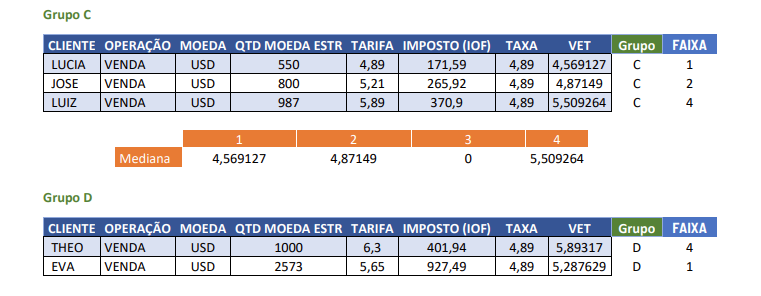 Grupo C
CLIENTE OPERAÇÃO MOEDA QTD MOEDA ESTR TARIFA IMPOSTO (IOF) TAXA VET Grupo FAIXA
LUCIA VENDA USD 550 4,89 171,59 4,89 4,569127 C 1
JOSE VENDA USD 800 5,21 265,92 4,89 4,87149 C 2
LUIZ VENDA USD 987 5,89 370,9 4,89 5,509264 C 4
1 2 3 4
Mediana 4,569127 4,87149 0 5,509264
Grupo D
CLIENTE OPERAÇÃO MOEDA QTD MOEDA ESTR TARIFA IMPOSTO (IOF) TAXA VET Grupo FAIXA
THEO VENDA USD 1000 6,3 401,94 4,89 5,89317 D 4
EVA VENDA USD 2573 5,65 927,49 4,89 5,287629 D 1